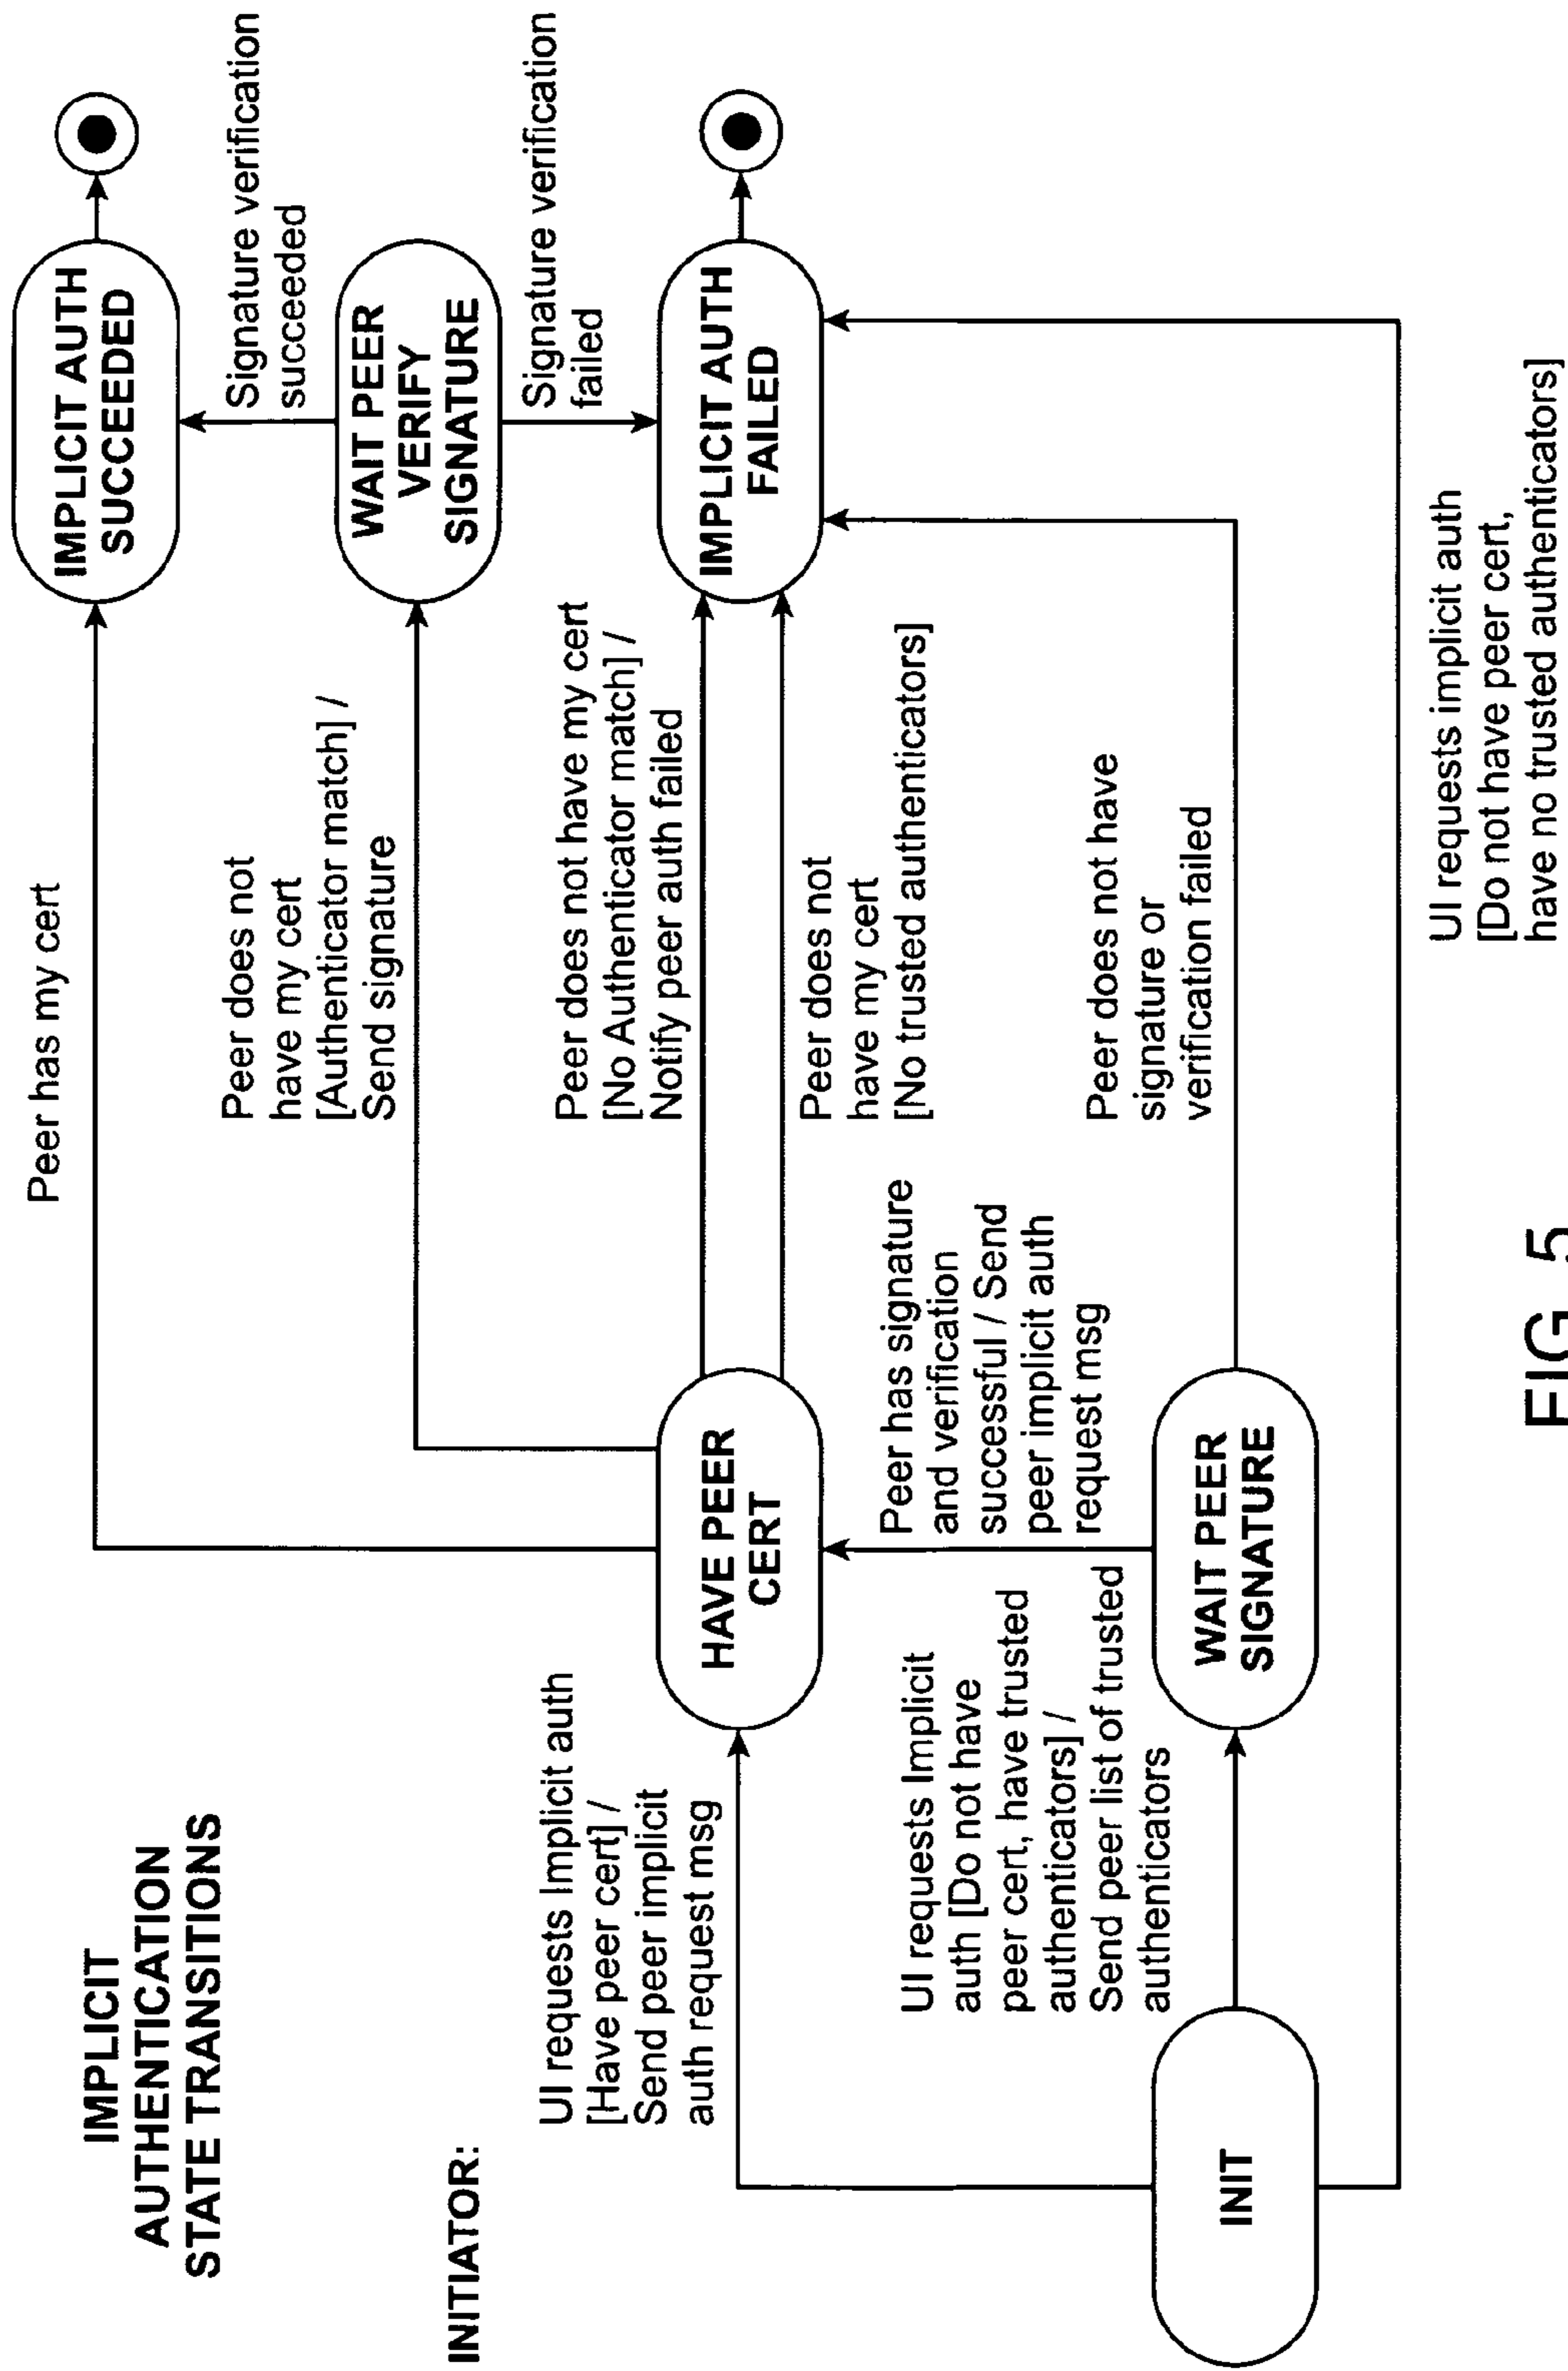 IMPLICIT
AUTHENTICATION
STATE TRANSITIONS
INITIATOR:
UI requests Implicit auth
[Have peer cert] /
Send peer implicit
auth request msg
UI requests Implicit
auth [Do not have
peer cert, have trusted
authenticators] /
Send peer list of trusted
authenticators
INIT
HAVE PEER
CERT
WAIT PEER
SIGNATURE
Peer has signature
and verification
successful / Send
peer implicit auth
request msg
Peer has my cert
Peer does not
have my cert
[Authenticator match] /
Send signature
Peer does not have my cert
[No Authenticator match] /
Notify peer auth failed
Peer does not
have my cert
[No trusted authenticators]
Peer does not have
signature or
verification failed
IMPLICIT AUTH
SUCCEEDED
Signature verification
succeeded
WAIT PEER
VERIFY
SIGNATURE
Signature verification
failed
IMPLICIT AUTH
FAILED
UI requests implicit auth
[Do not have peer cert,
have no trusted authenticators]
FIG. 5